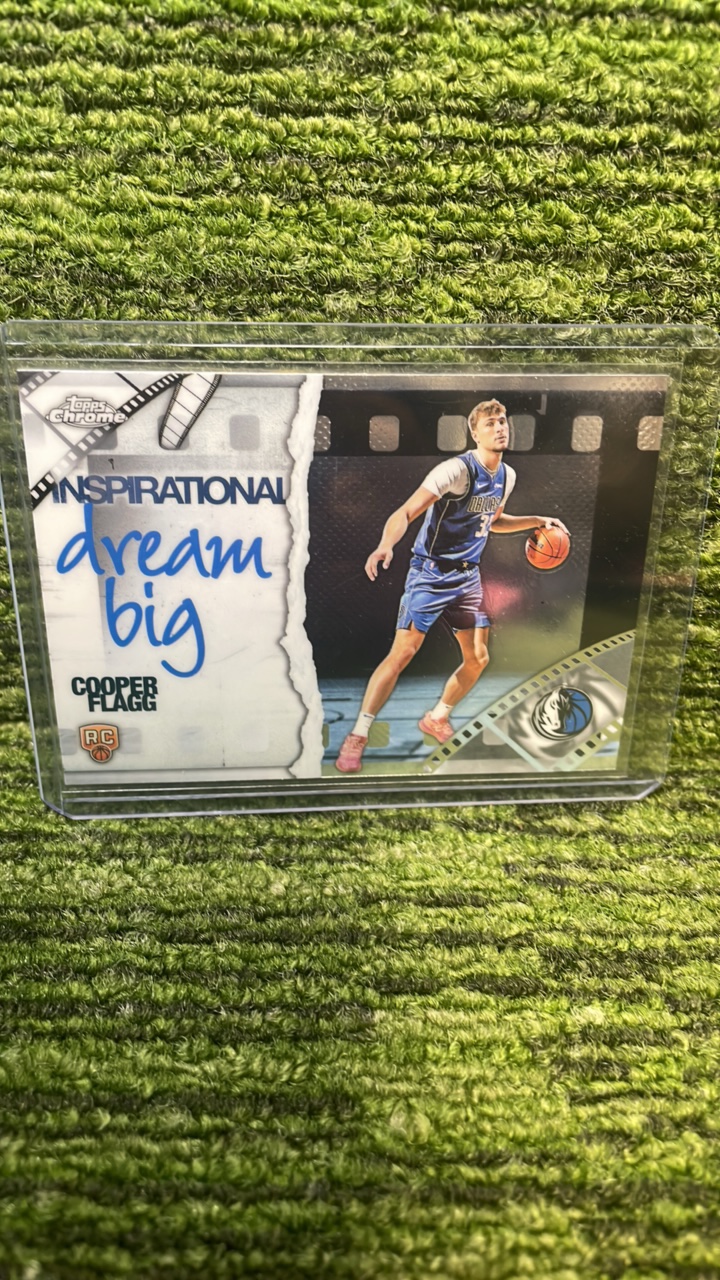 Topps
Chrome
INSPIRATIONAL
dream
big
COOPER
FLAGG
RC
DALLAS